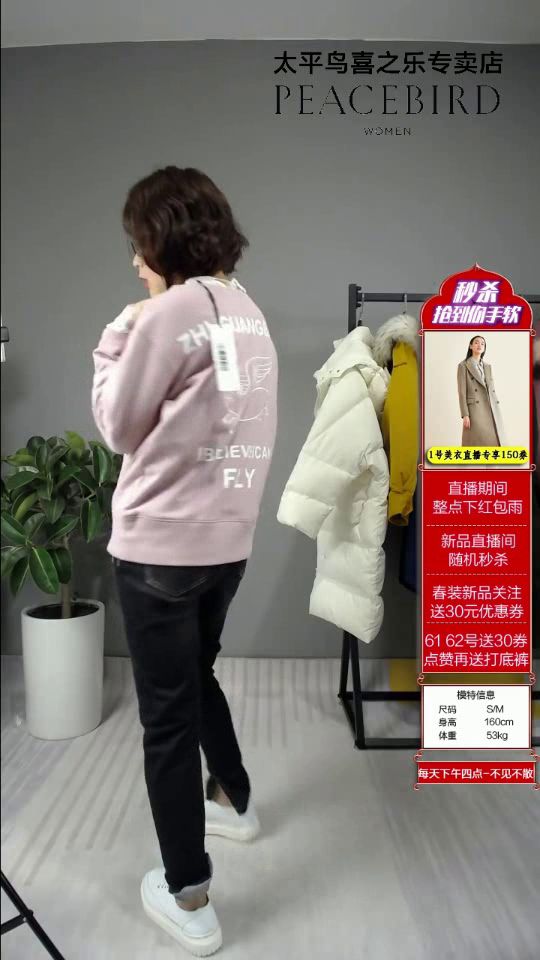 太平鸟喜之乐专卖店
PEACEBIRD
WOMEN
FLY
秒杀
抢到你手软
1号美衣直播专享150券
直播期间
整点下红包雨
新品直播间
随机秒杀
春装新品关注
送30元优惠券
61 62号送30券
点赞再送打底裤
模特信息
尺码 S/M
身高 160cm
体重 53kg
每天下午四点-不见不散